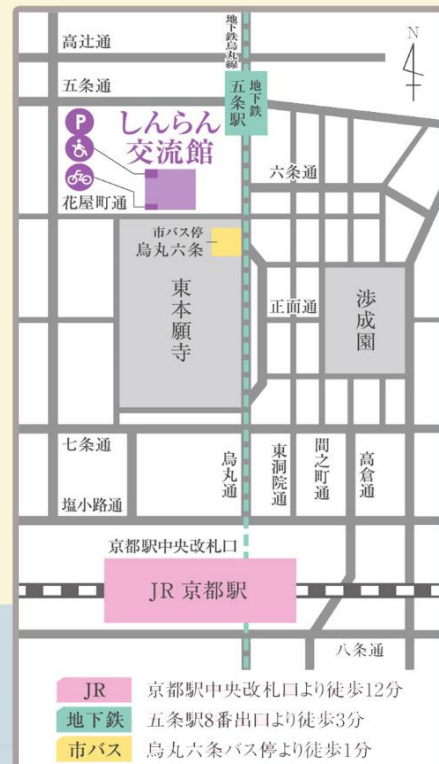 高辻通
地下鉄烏丸線
N
五条通
地下鉄
五条駅
P
しんらん
交流館
六条通
花屋町通
市バス停
烏丸六条
東本願寺
正面通
渉成園
七条通
烏丸通
東洞院通
間之町通
高倉通
塩小路通
京都駅中央改札口
JR 京都駅
八条通
JR 京都駅中央改札口より徒歩12分
地下鉄 五条駅8番出口より徒歩3分
市バス 烏丸六条バス停より徒歩1分